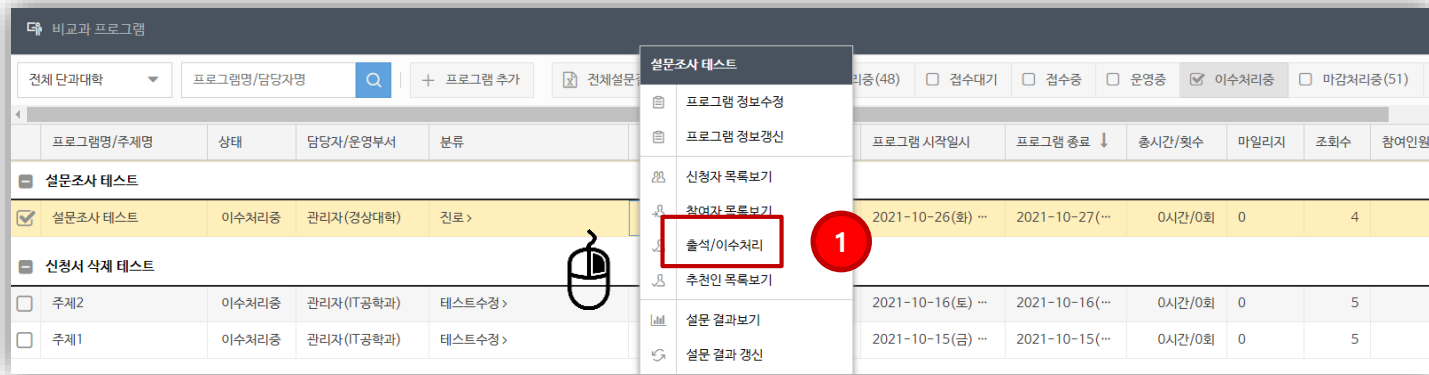 비교과 프로그램
전체 단과대학
프로그램명/담당자명
프로그램 추가
전체설문
설문조사 테스트
리중(48)
접수대기
접수중
운영중
이수처리중
마감처리중(51)
프로그램 정보수정
프로그램 정보갱신
신청자 목록보기
참여자 목록보기
출석/이수처리
추천인 목록보기
설문 결과보기
설문 결과 갱신
1
프로그램명/주제명 상태 담당자/운영부서 분류 프로그램 시작일시 프로그램 종료 ↓ 총시간/횟수 마일리지 조회수 참여인원
설문조사 테스트
설문조사 테스트 이수처리중 관리자(경상대학) 진로 > 2021-10-26(화) ··· 2021-10-27(··· 0시간/0회 0 4
신청서 삭제 테스트
주제2 이수처리중 관리자(IT공학과) 테스트수정 > 2021-10-16(토) ··· 2021-10-16(··· 0시간/0회 0 5
주제1 이수처리중 관리자(IT공학과) 테스트수정 > 2021-10-15(금) ··· 2021-10-15(··· 0시간/0회 0 5